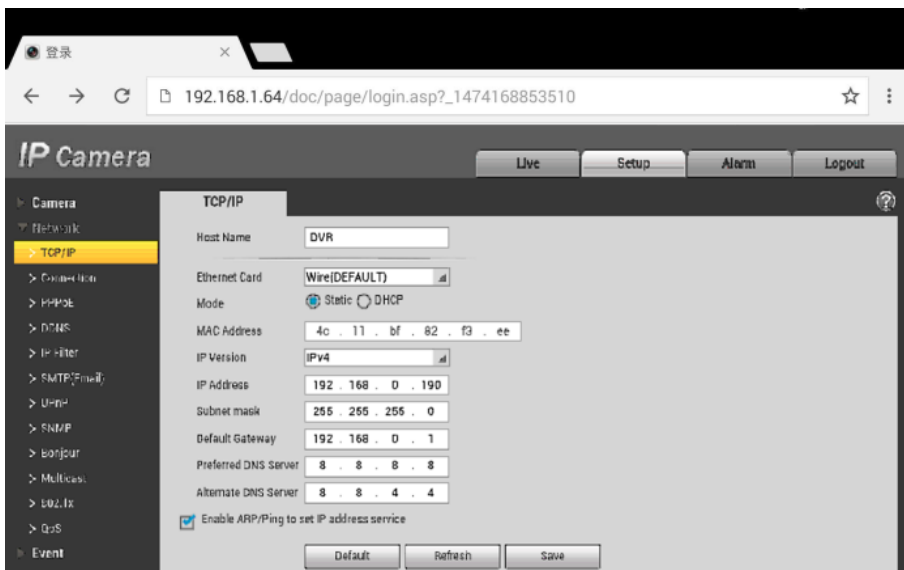 登录
192.168.1.64/doc/page/login.asp?_1474168853510
IP Camera
Live Setup Alarm Logout
Camera
Network
TCP/IP
Connection
PPPoE
DDNS
IP Filter
SMTP(Email)
UPnP
SNMP
Bonjour
Multicast
802.1x
QoS
Event
TCP/IP
Host Name DVR
Ethernet Card Wire(DEFAULT)
Mode Static DHCP
MAC Address 4c . 11 . bf . 82 . f3 . ee
IP Version IPv4
IP Address 192 . 168 . 0 . 190
Subnet mask 255 . 255 . 255 . 0
Default Gateway 192 . 168 . 0 . 1
Preferred DNS Server 8 . 8 . 8 . 8
Alternate DNS Server 8 . 8 . 4 . 4
Enable ARP/Ping to set IP address service
Default Refresh Save